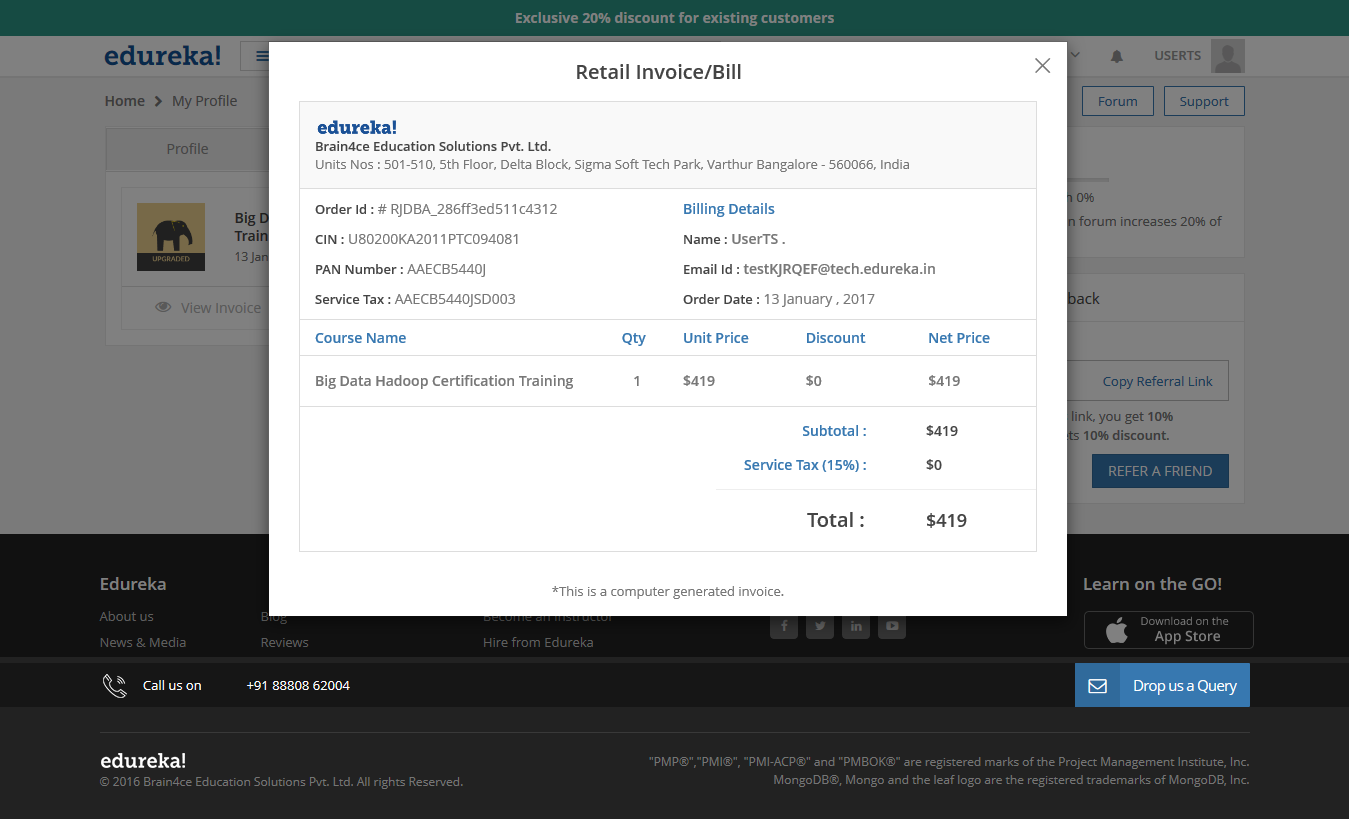 Exclusive 20% discount for existing customers
edureka!
USERTS
Home My Profile
Forum Support
Profile
Big D
Train
13 Jan
UPGRADED
View Invoice
Retail Invoice/Bill
edureka!
Brain4ce Education Solutions Pvt. Ltd.
Units Nos : 501-510, 5th Floor, Delta Block, Sigma Soft Tech Park, Varthur Bangalore - 560066, India
Order Id : # RJDBA_286ff3ed511c4312
CIN : U80200KA2011PTC094081
PAN Number : AAECB5440J
Service Tax : AAECB5440JSD003
Billing Details
Name : UserTS .
Email Id : testKJRQEF@tech.edureka.in
Order Date : 13 January , 2017
Course Name Qty Unit Price Discount Net Price
Big Data Hadoop Certification Training 1 $419 $0 $419
Subtotal : $419
Service Tax (15%) : $0
Total : $419
*This is a computer generated invoice.
n 0%
n forum increases 20% of
back
Copy Referral Link
link, you get 10%
ets 10% discount.
REFER A FRIEND
Edureka
About us
News & Media
Blog
Reviews
Become an Instructor
Hire from Edureka
Learn on the GO!
Download on the
App Store
Call us on +91 88808 62004
Drop us a Query
edureka!
© 2016 Brain4ce Education Solutions Pvt. Ltd. All rights Reserved.
"PMP®","PMI®", "PMI-ACP®" and "PMBOK®" are registered marks of the Project Management Institute, Inc.
MongoDB®, Mongo and the leaf logo are the registered trademarks of MongoDB, Inc.